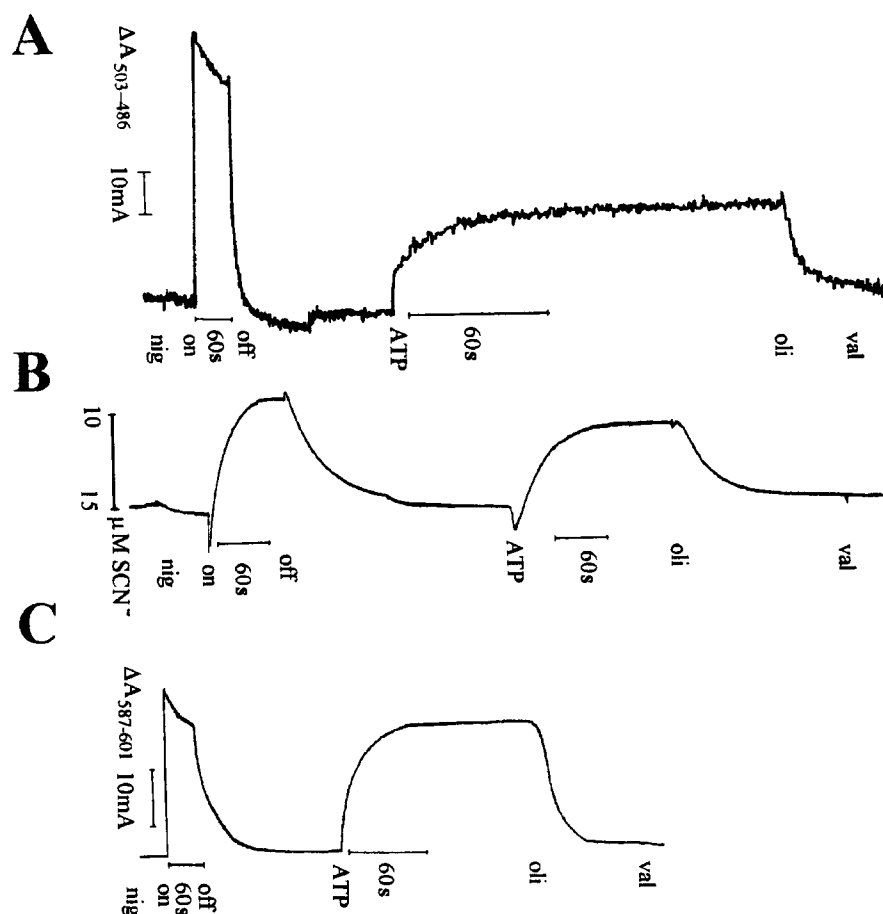 A
ΔA503–486
10mA
nig
on
60s
off
ATP
60s
oli
val
B
10
15
μM SCN⁻
nig
on
60s
off
ATP
60s
oli
val
C
ΔA587-601
10mA
nig
on
60s
off
ATP
60s
oli
val